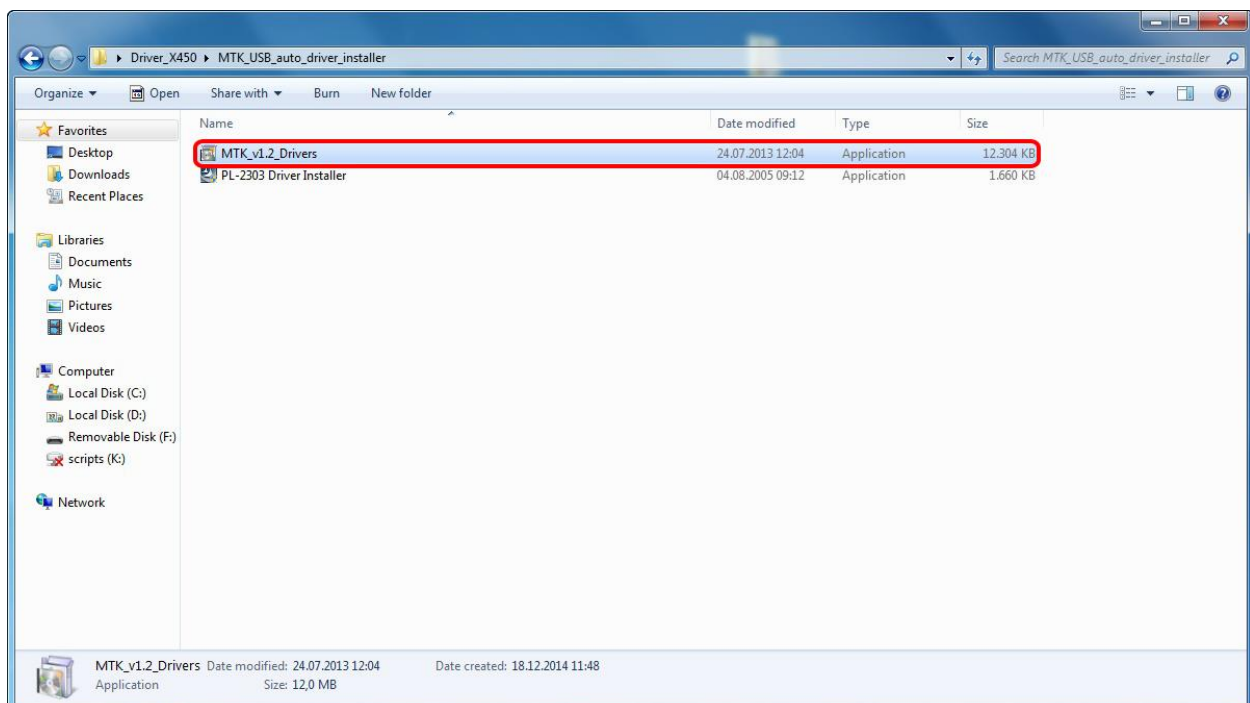 Driver_X450 ▸ MTK_USB_auto_driver_installer Search MTK_USB_auto_driver_installer
Organize Open Share with Burn New folder
Name Date modified Type Size
MTK_v1.2_Drivers 24.07.2013 12:04 Application 12.304 KB
PL-2303 Driver Installer 04.08.2005 09:12 Application 1.660 KB
Favorites
Desktop
Downloads
Recent Places
Libraries
Documents
Music
Pictures
Videos
Computer
Local Disk (C:)
Local Disk (D:)
Removable Disk (F:)
scripts (K:)
Network
MTK_v1.2_Drivers Date modified: 24.07.2013 12:04 Date created: 18.12.2014 11:48
Application Size: 12,0 MB